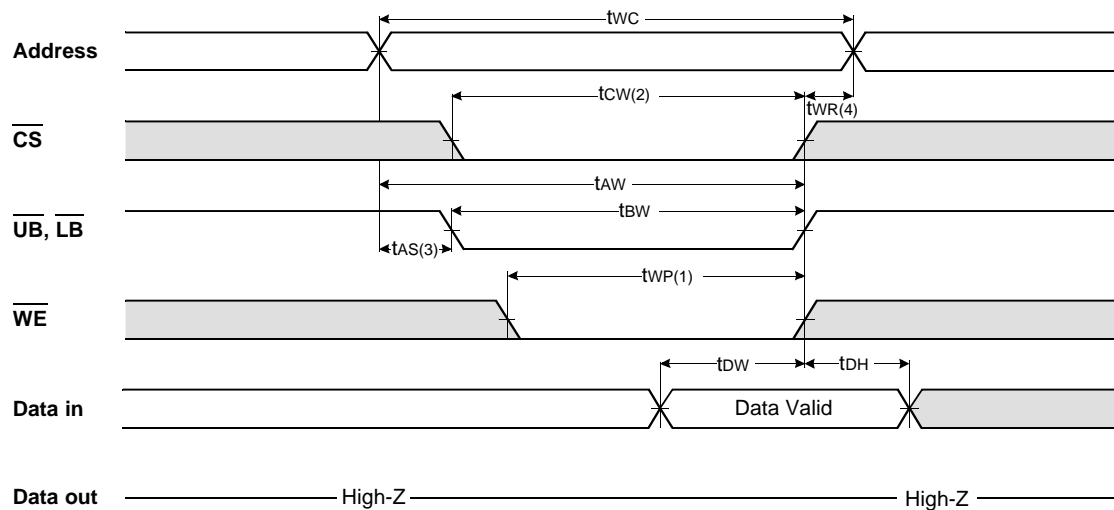 tWC
Address
tCW(2)
tWR(4)
CS
tAW
UB, LB
tBW
tAS(3)
tWP(1)
WE
tDW
tDH
Data in
Data Valid
Data out
High-Z
High-Z